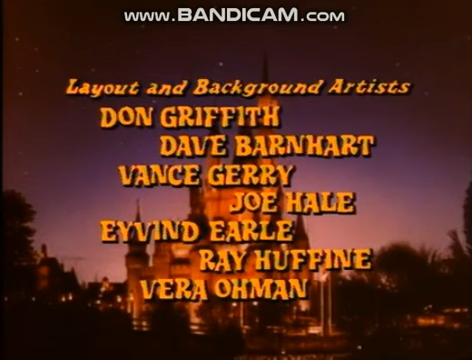 www.BANDICAM.com
Layout and Background Artists
DON GRIFFITH
DAVE BARNHART
VANCE GERRY
JOE HALE
EYVIND EARLE
RAY HUFFINE
VERA OHMAN